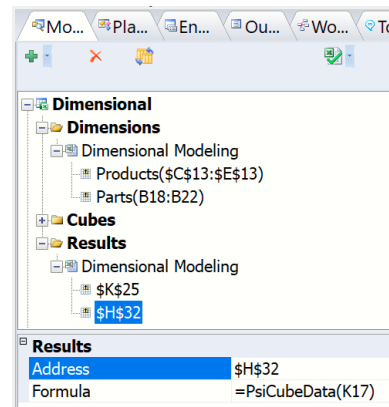 Mo... Pla... En... Ou... Wo... To
Dimensional
Dimensions
Dimensional Modeling
Products($C$13:$E$13)
Parts(B18:B22)
Cubes
Results
Dimensional Modeling
$K$25
$H$32
Results
Address $H$32
Formula =PsiCubeData(K17)